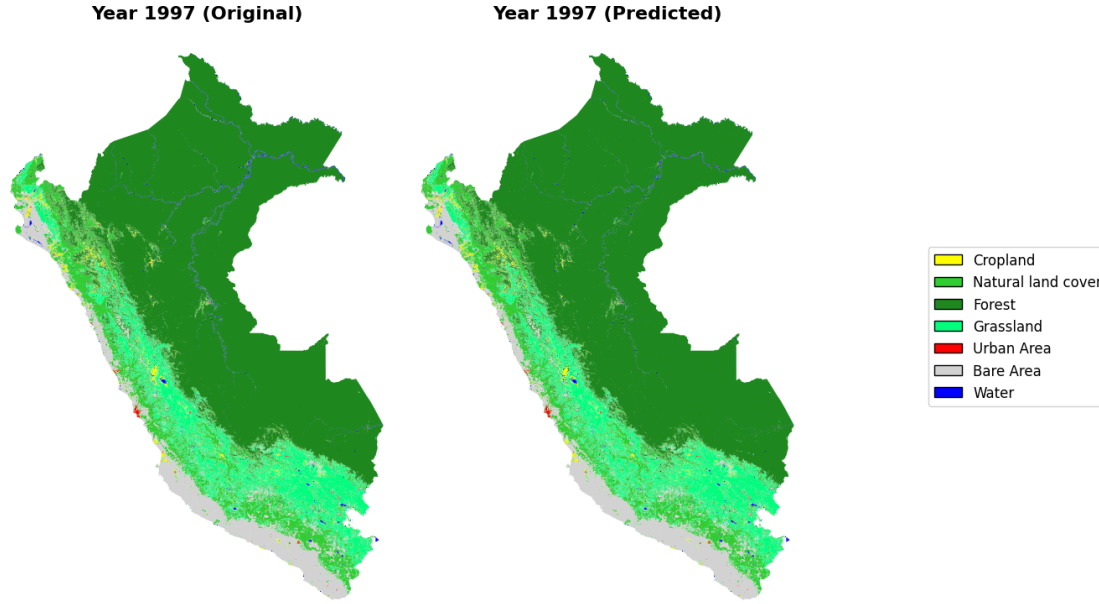 Year 1997 (Original)
Year 1997 (Predicted)
Cropland
Natural land cover
Forest
Grassland
Urban Area
Bare Area
Water